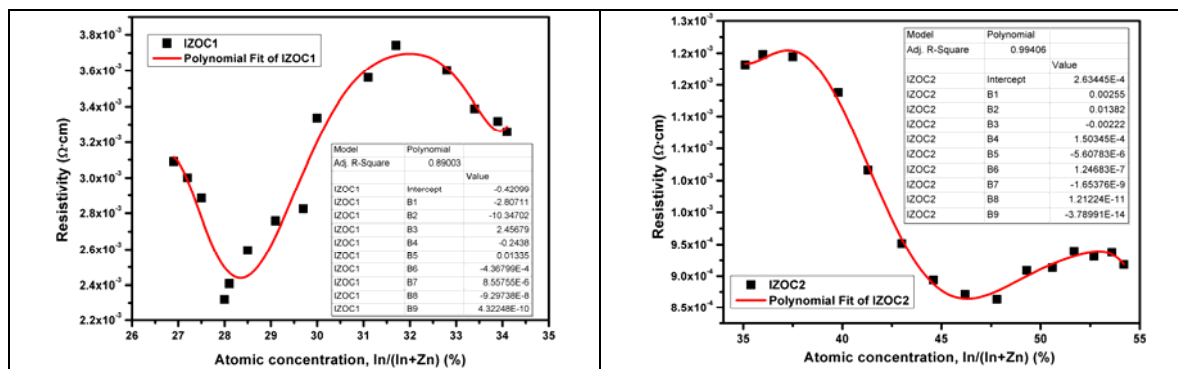 IZOC1
Polynomial Fit of IZOC1
Model Polynomial
Adj. R-Square 0.89003
Value
IZOC1 Intercept -0.42099
IZOC1 B1 -2.80711
IZOC1 B2 -10.34702
IZOC1 B3 2.45679
IZOC1 B4 -0.2438
IZOC1 B5 0.01335
IZOC1 B6 -4.36799E-4
IZOC1 B7 8.55755E-6
IZOC1 B8 -9.29738E-8
IZOC1 B9 4.32248E-10
3.8x10⁻³
3.6x10⁻³
3.4x10⁻³
3.2x10⁻³
3.0x10⁻³
2.8x10⁻³
2.6x10⁻³
2.4x10⁻³
2.2x10⁻³
Resistivity (Ω·cm)
26 27 28 29 30 31 32 33 34 35
Atomic concentration, In/(In+Zn) (%)
Model Polynomial
Adj. R-Square 0.99406
Value
IZOC2 Intercept 2.63445E-4
IZOC2 B1 0.00255
IZOC2 B2 0.01382
IZOC2 B3 -0.00222
IZOC2 B4 1.50345E-4
IZOC2 B5 -5.60783E-6
IZOC2 B6 1.24683E-7
IZOC2 B7 -1.65376E-9
IZOC2 B8 1.21224E-11
IZOC2 B9 -3.78991E-14
IZOC2
Polynomial Fit of IZOC2
1.3x10⁻³
1.2x10⁻³
1.1x10⁻³
1.1x10⁻³
1.0x10⁻³
1.0x10⁻³
9.5x10⁻⁴
9.0x10⁻⁴
8.5x10⁻⁴
Resistivity (Ω·cm)
35 40 45 50 55
Atomic concentration, In/(In+Zn) (%)